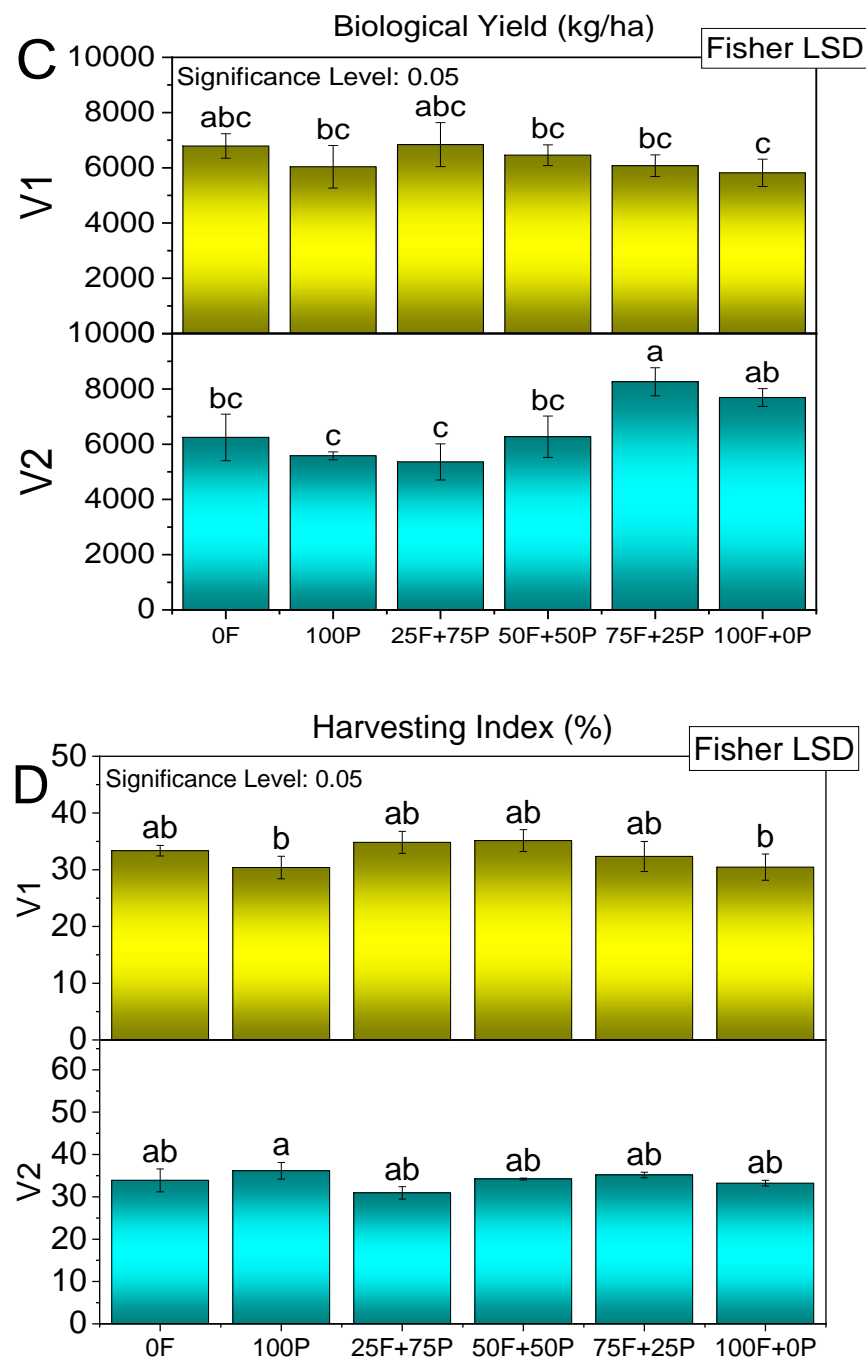 C
Biological Yield (kg/ha)
Fisher LSD
Significance Level: 0.05
V1
10000
8000
6000
4000
2000
abc
bc
abc
bc
bc
c
V2
10000
8000
6000
4000
2000
0
bc
c
c
bc
a
ab
0F
100P
25F+75P
50F+50P
75F+25P
100F+0P
D
Harvesting Index (%)
Fisher LSD
Significance Level: 0.05
V1
50
40
30
20
10
0
ab
b
ab
ab
ab
b
V2
60
50
40
30
20
10
0
ab
a
ab
ab
ab
ab
0F
100P
25F+75P
50F+50P
75F+25P
100F+0P